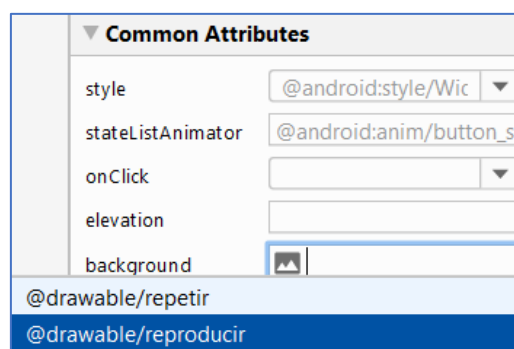 Common Attributes
style @android:style/Wic
stateListAnimator @android:anim/button_s
onClick
elevation
background
@drawable/repetir
@drawable/reproducir